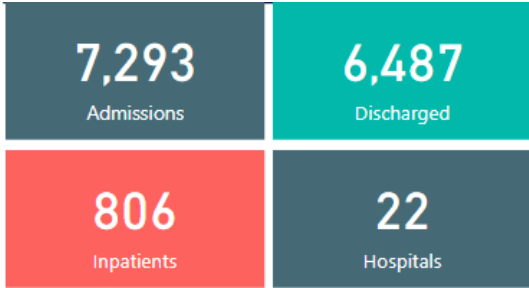 7,293
Admissions
6,487
Discharged
806
Inpatients
22
Hospitals